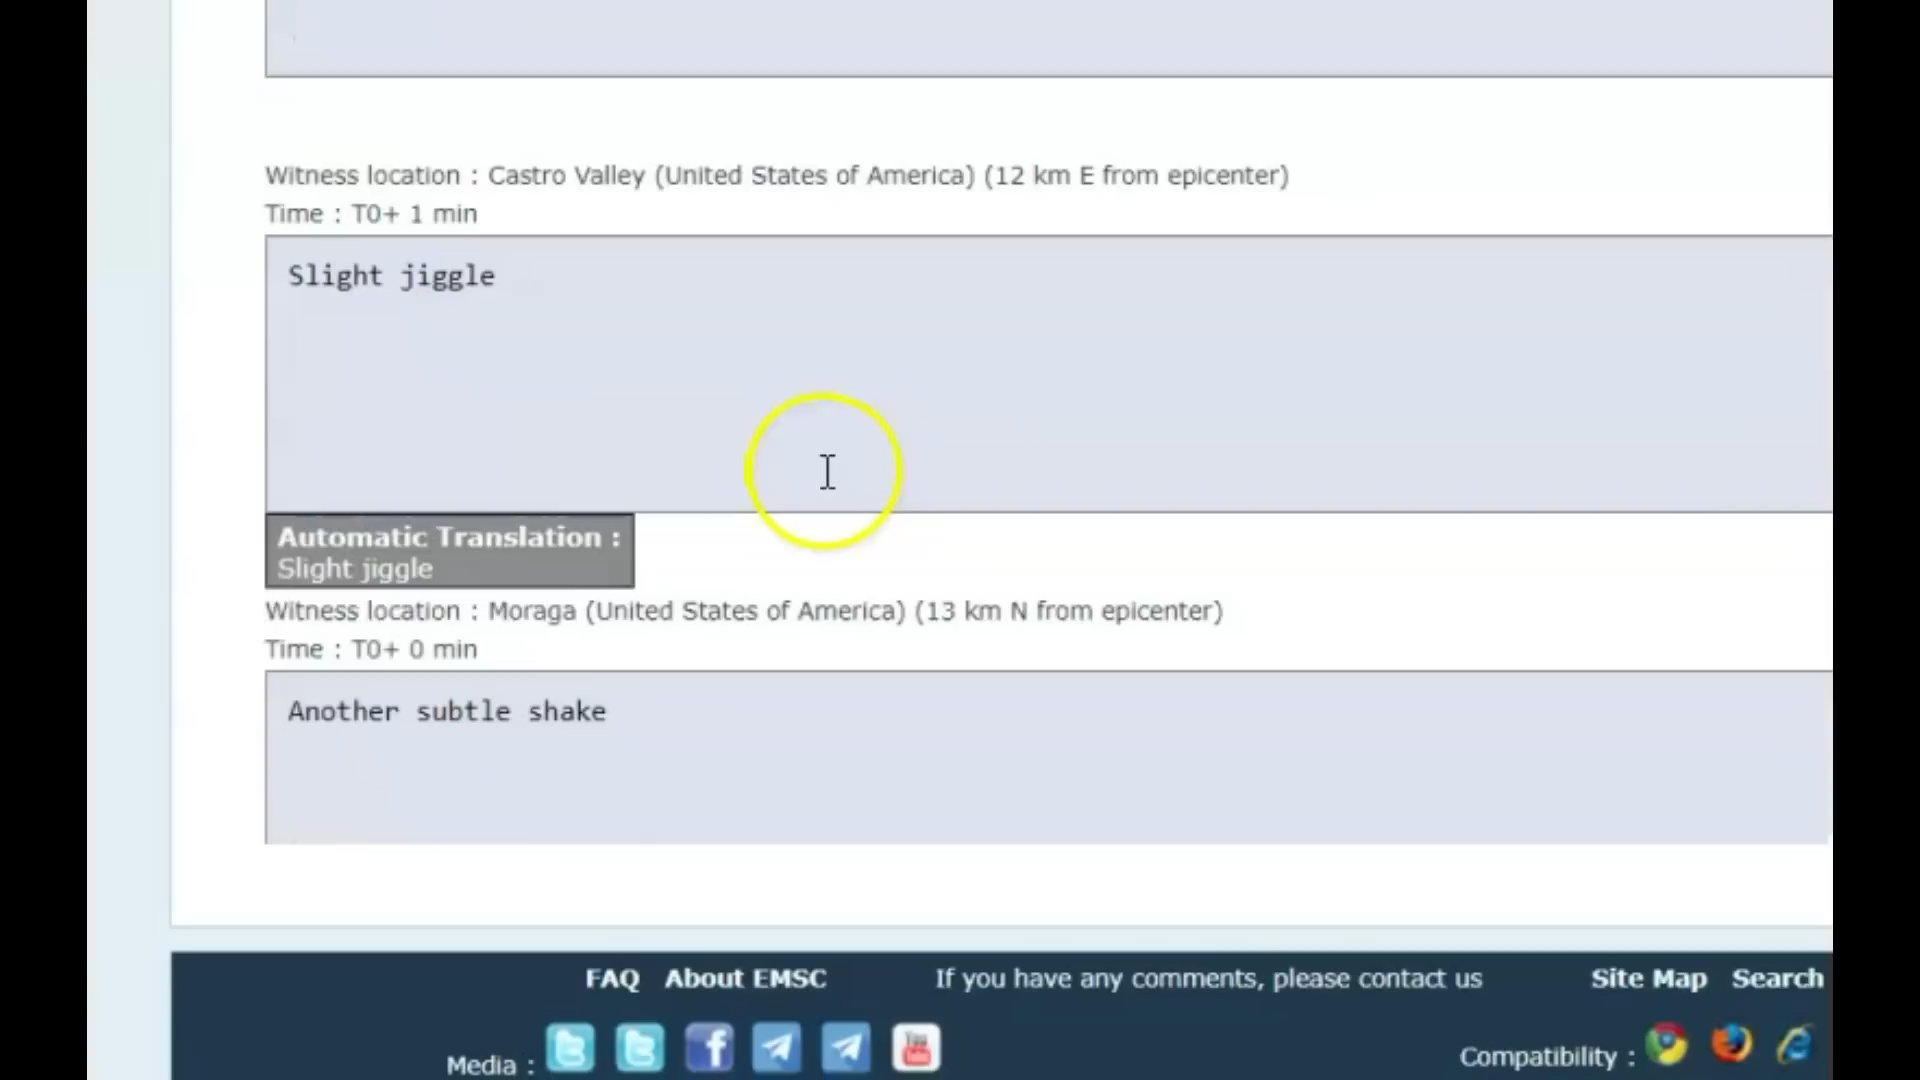 Witness location : Castro Valley (United States of America) (12 km E from epicenter)
Time : T0+ 1 min
Slight jiggle
Automatic Translation :
Slight jiggle
Witness location : Moraga (United States of America) (13 km N from epicenter)
Time : T0+ 0 min
Another subtle shake
FAQ About EMSC If you have any comments, please contact us Site Map Search
Media : You Tube Compatibility :